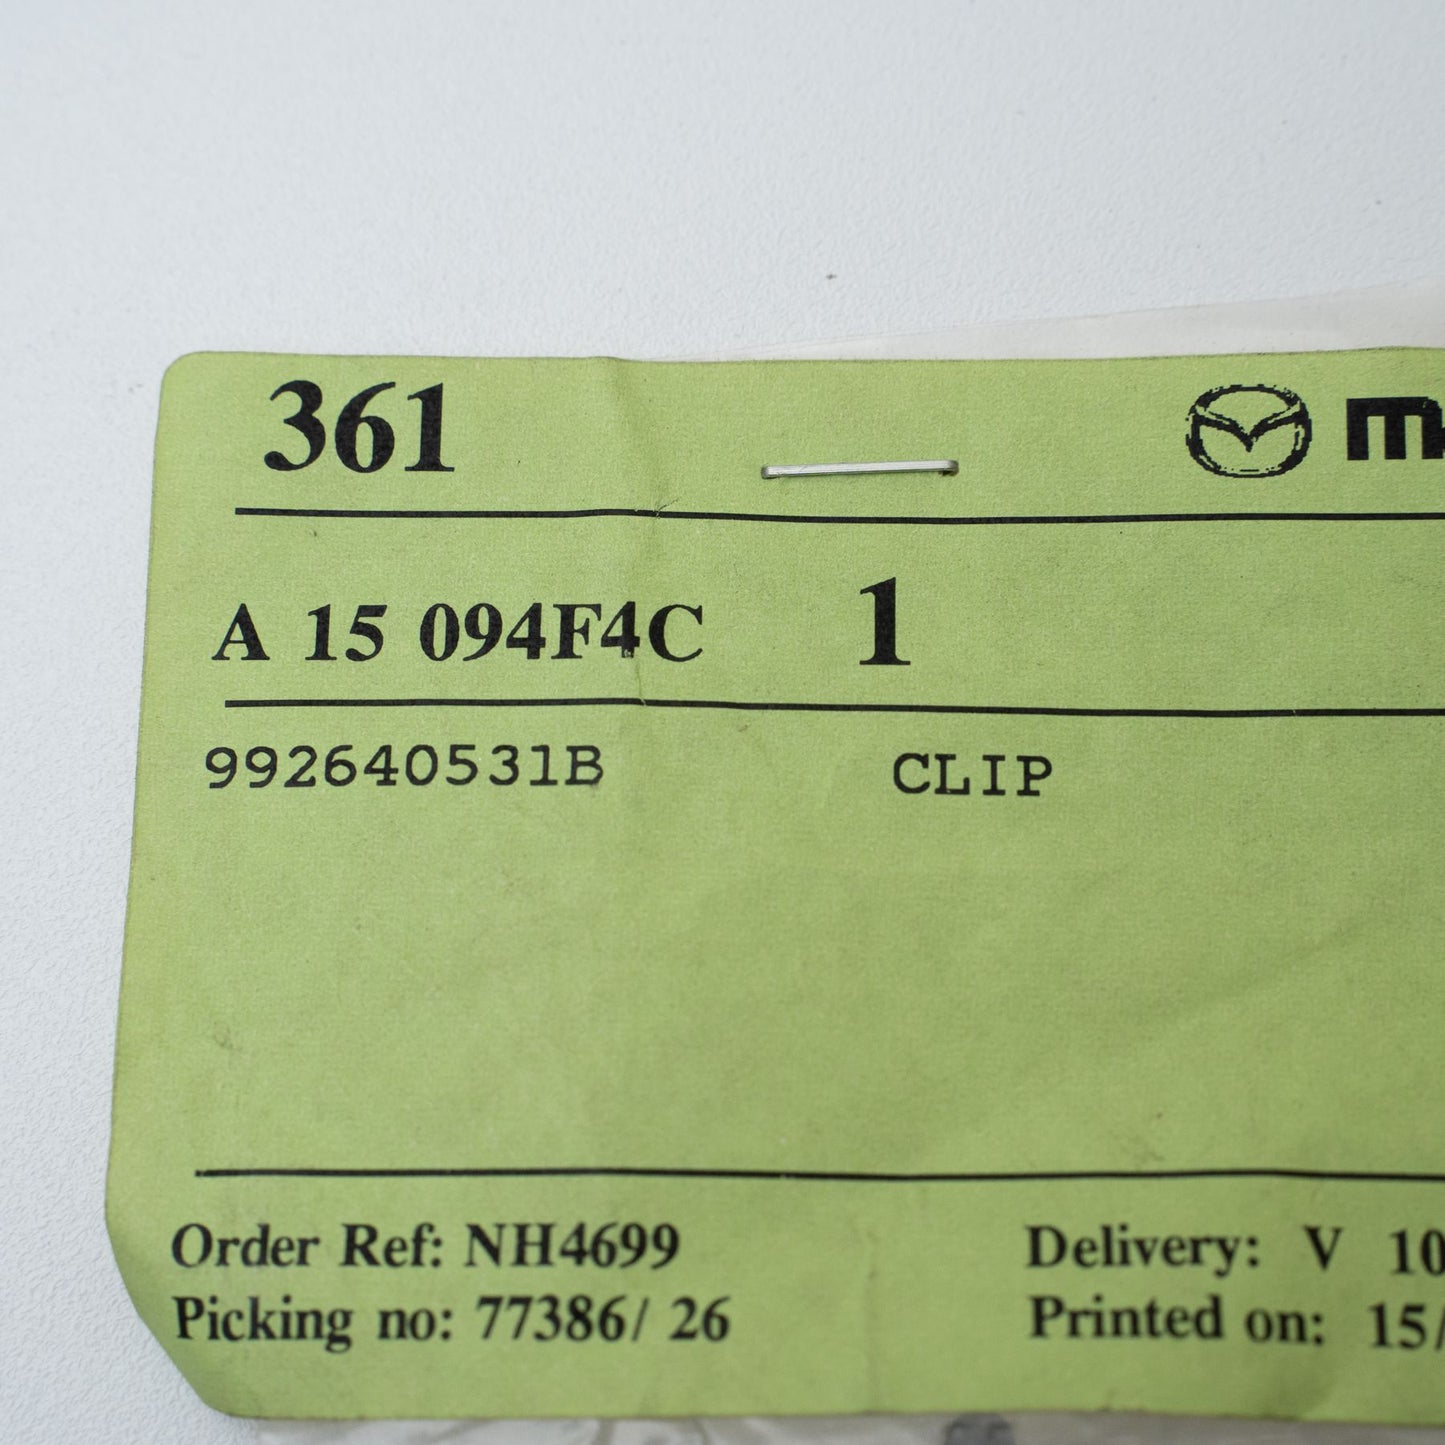 361
A 15 094F4C 1
992640531B CLIP
Order Ref: NH4699 Delivery: V 10
Picking no: 77386/ 26 Printed on: 15/